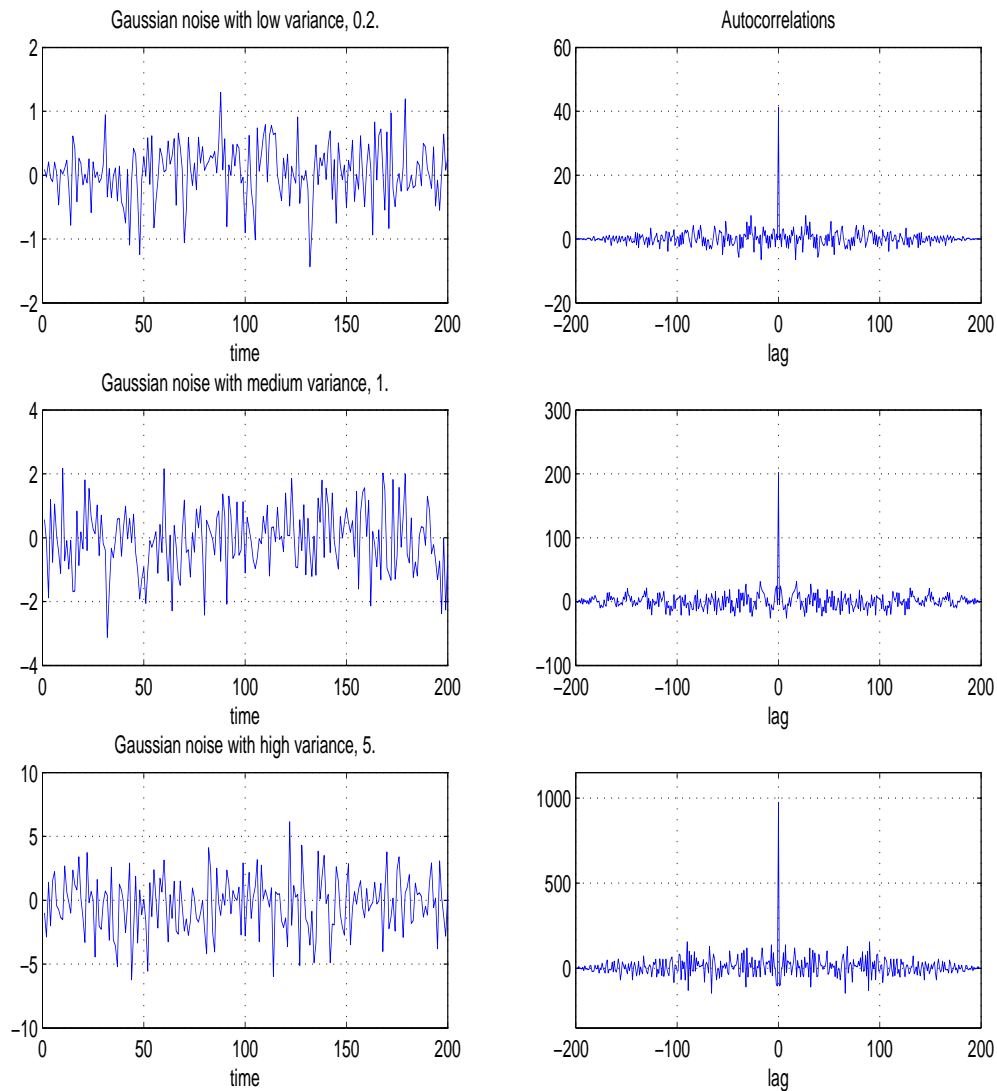 Gaussian noise with low variance, 0.2.
Autocorrelations
2
1
0
−1
−2
0 50 100 150 200
time
60
40
20
0
−20
−200 −100 0 100 200
lag
Gaussian noise with medium variance, 1.
4
2
0
−2
−4
0 50 100 150 200
time
300
200
100
0
−100
−200 −100 0 100 200
lag
Gaussian noise with high variance, 5.
10
5
0
−5
−10
0 50 100 150 200
time
1000
500
0
−200 −100 0 100 200
lag